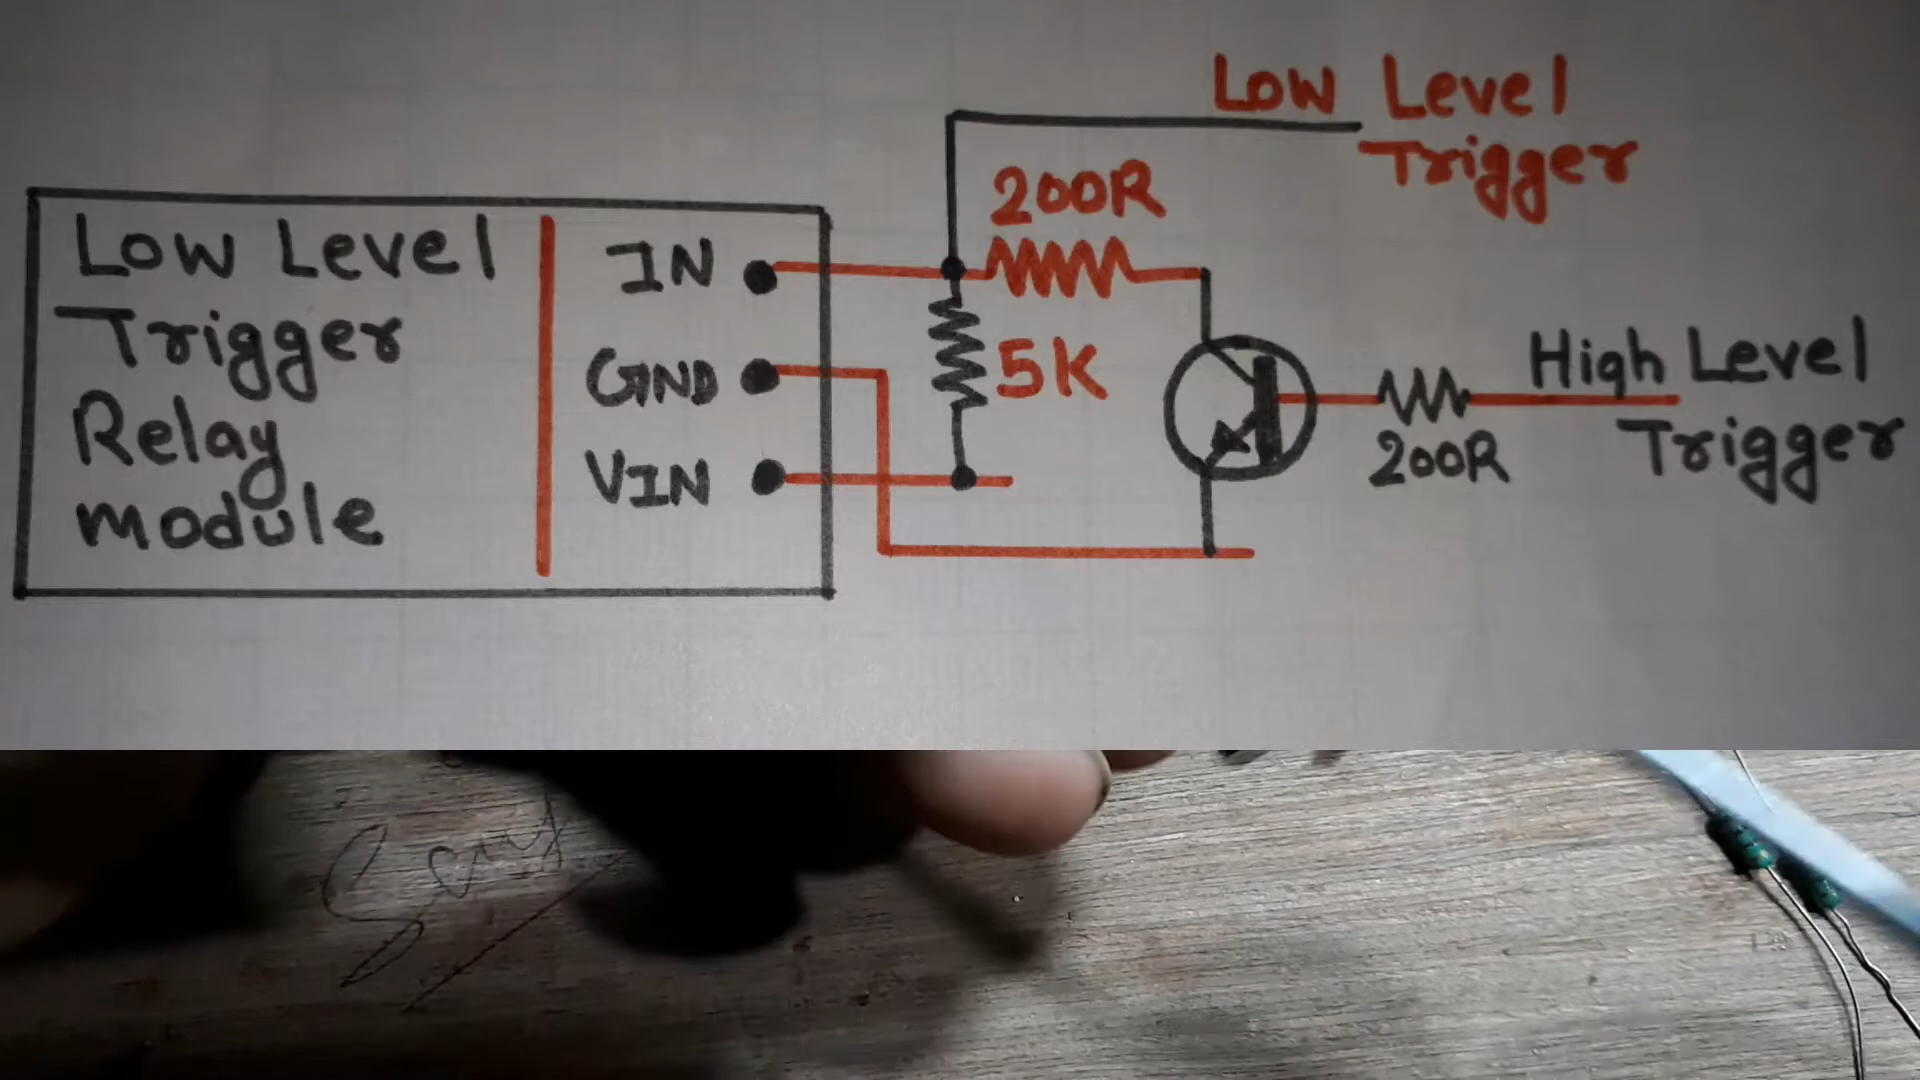 Low Level
Trigger
200R
Low Level
Trigger
Relay
module
IN
GND
VIN
5K
High Level
Trigger
200R